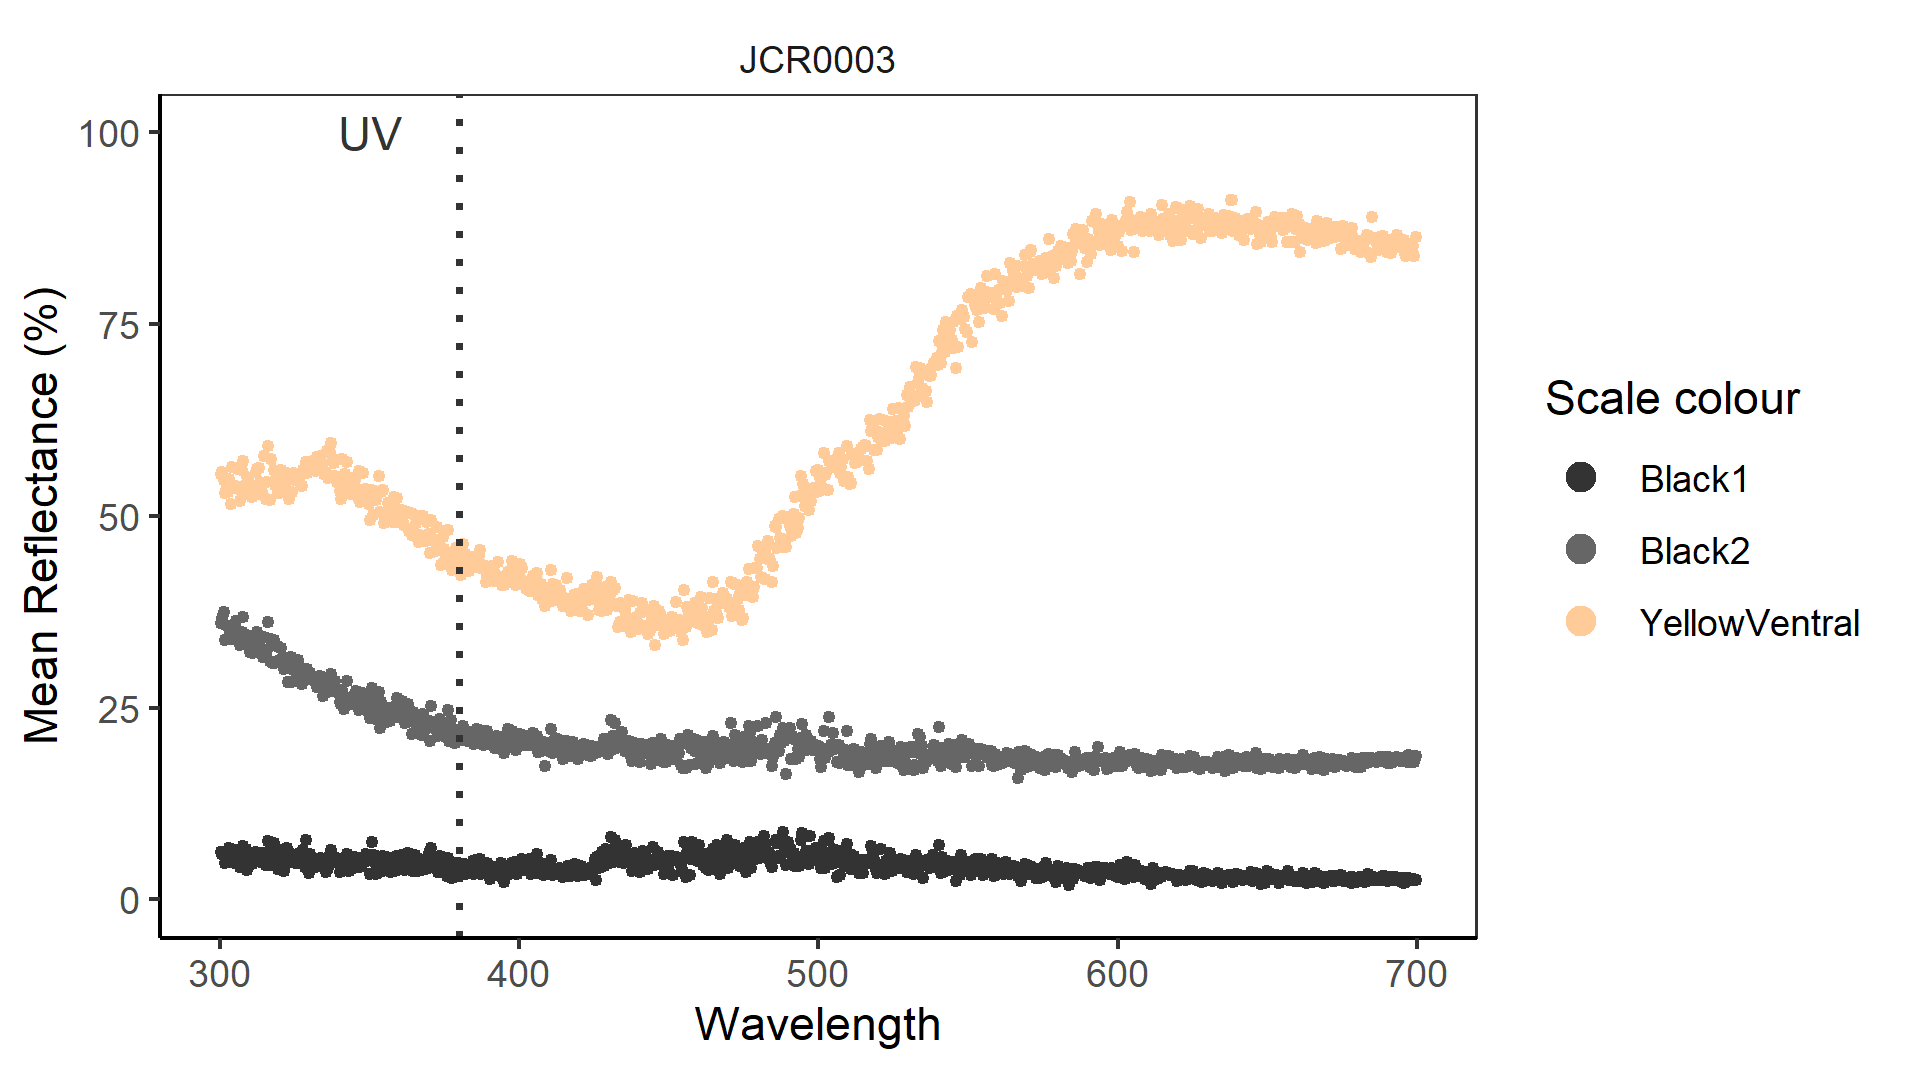 JCR0003
UV
100
75
50
25
0
Mean Reflectance (%)
300 400 500 600 700
Wavelength
Scale colour
Black1
Black2
YellowVentral